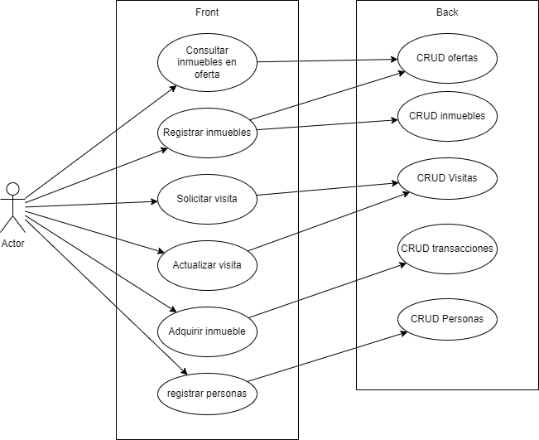 Front
Back
Consultar
inmuebles en
oferta
CRUD ofertas
Registrar inmuebles
CRUD inmuebles
Solicitar visita
CRUD Visitas
Actor
Actualizar visita
CRUD transacciones
Adquirir inmueble
CRUD Personas
registrar personas